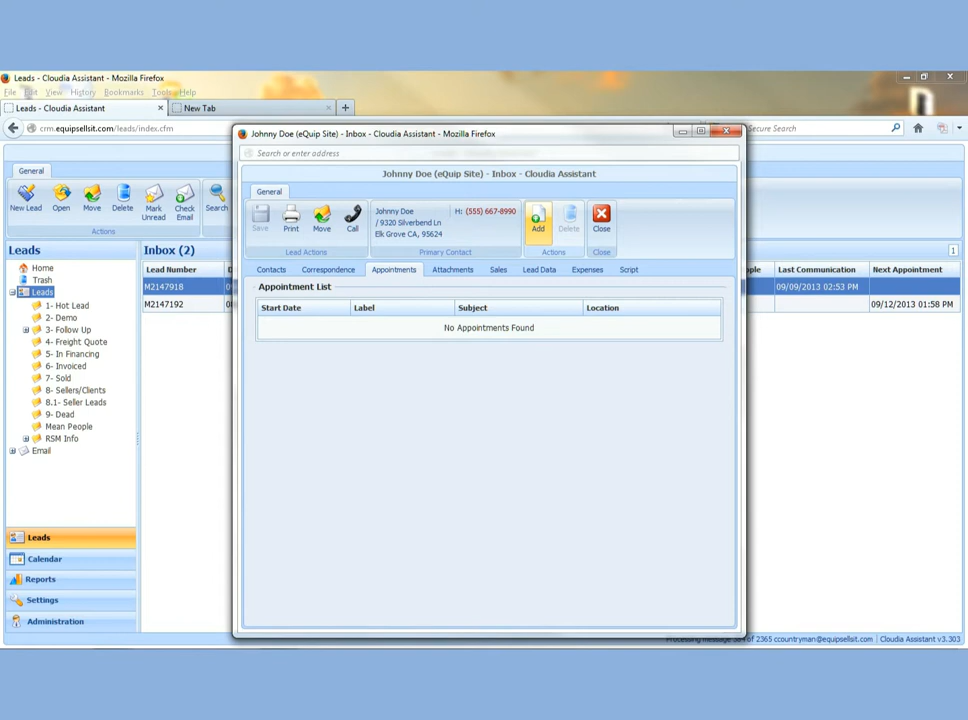 Leads - Cloudia Assistant - Mozilla Firefox
File Edit View History Bookmarks Tools Help
Leads - Cloudia Assistant
New Tab
crm.equipsellsit.com/leads/index.cfm
Secure Search
General
New Lead
Open
Move
Delete
Mark Unread
Check Email
Search
Actions
Leads
Home
Trash
Leads
1- Hot Lead
2- Demo
3- Follow Up
4- Freight Quote
5- In Financing
6- Invoiced
7- Sold
8- Sellers/Clients
8.1- Seller Leads
9- Dead
Mean People
RSM Info
Email
Leads
Calendar
Reports
Settings
Administration
Inbox (2)
1
Lead Number
Last Communication
Next Appointment
M2147918
09/09/2013 02:53 PM
M2147192
09/12/2013 01:58 PM
Johnny Doe (eQuip Site) - Inbox - Cloudia Assistant - Mozilla Firefox
Search or enter address
Johnny Doe (eQuip Site) - Inbox - Cloudia Assistant
General
Save
Print
Move
Call
Lead Actions
Johnny Doe
/ 9320 Silverbend Ln
Elk Grove CA, 95624
H: (555) 667-8990
Primary Contact
Add
Delete
Actions
Close
Close
Contacts
Correspondence
Appointments
Attachments
Sales
Lead Data
Expenses
Script
Appointment List
Start Date
Label
Subject
Location
No Appointments Found
of 2365 ccountryman@equipsellsit.com
Cloudia Assistant v3.303